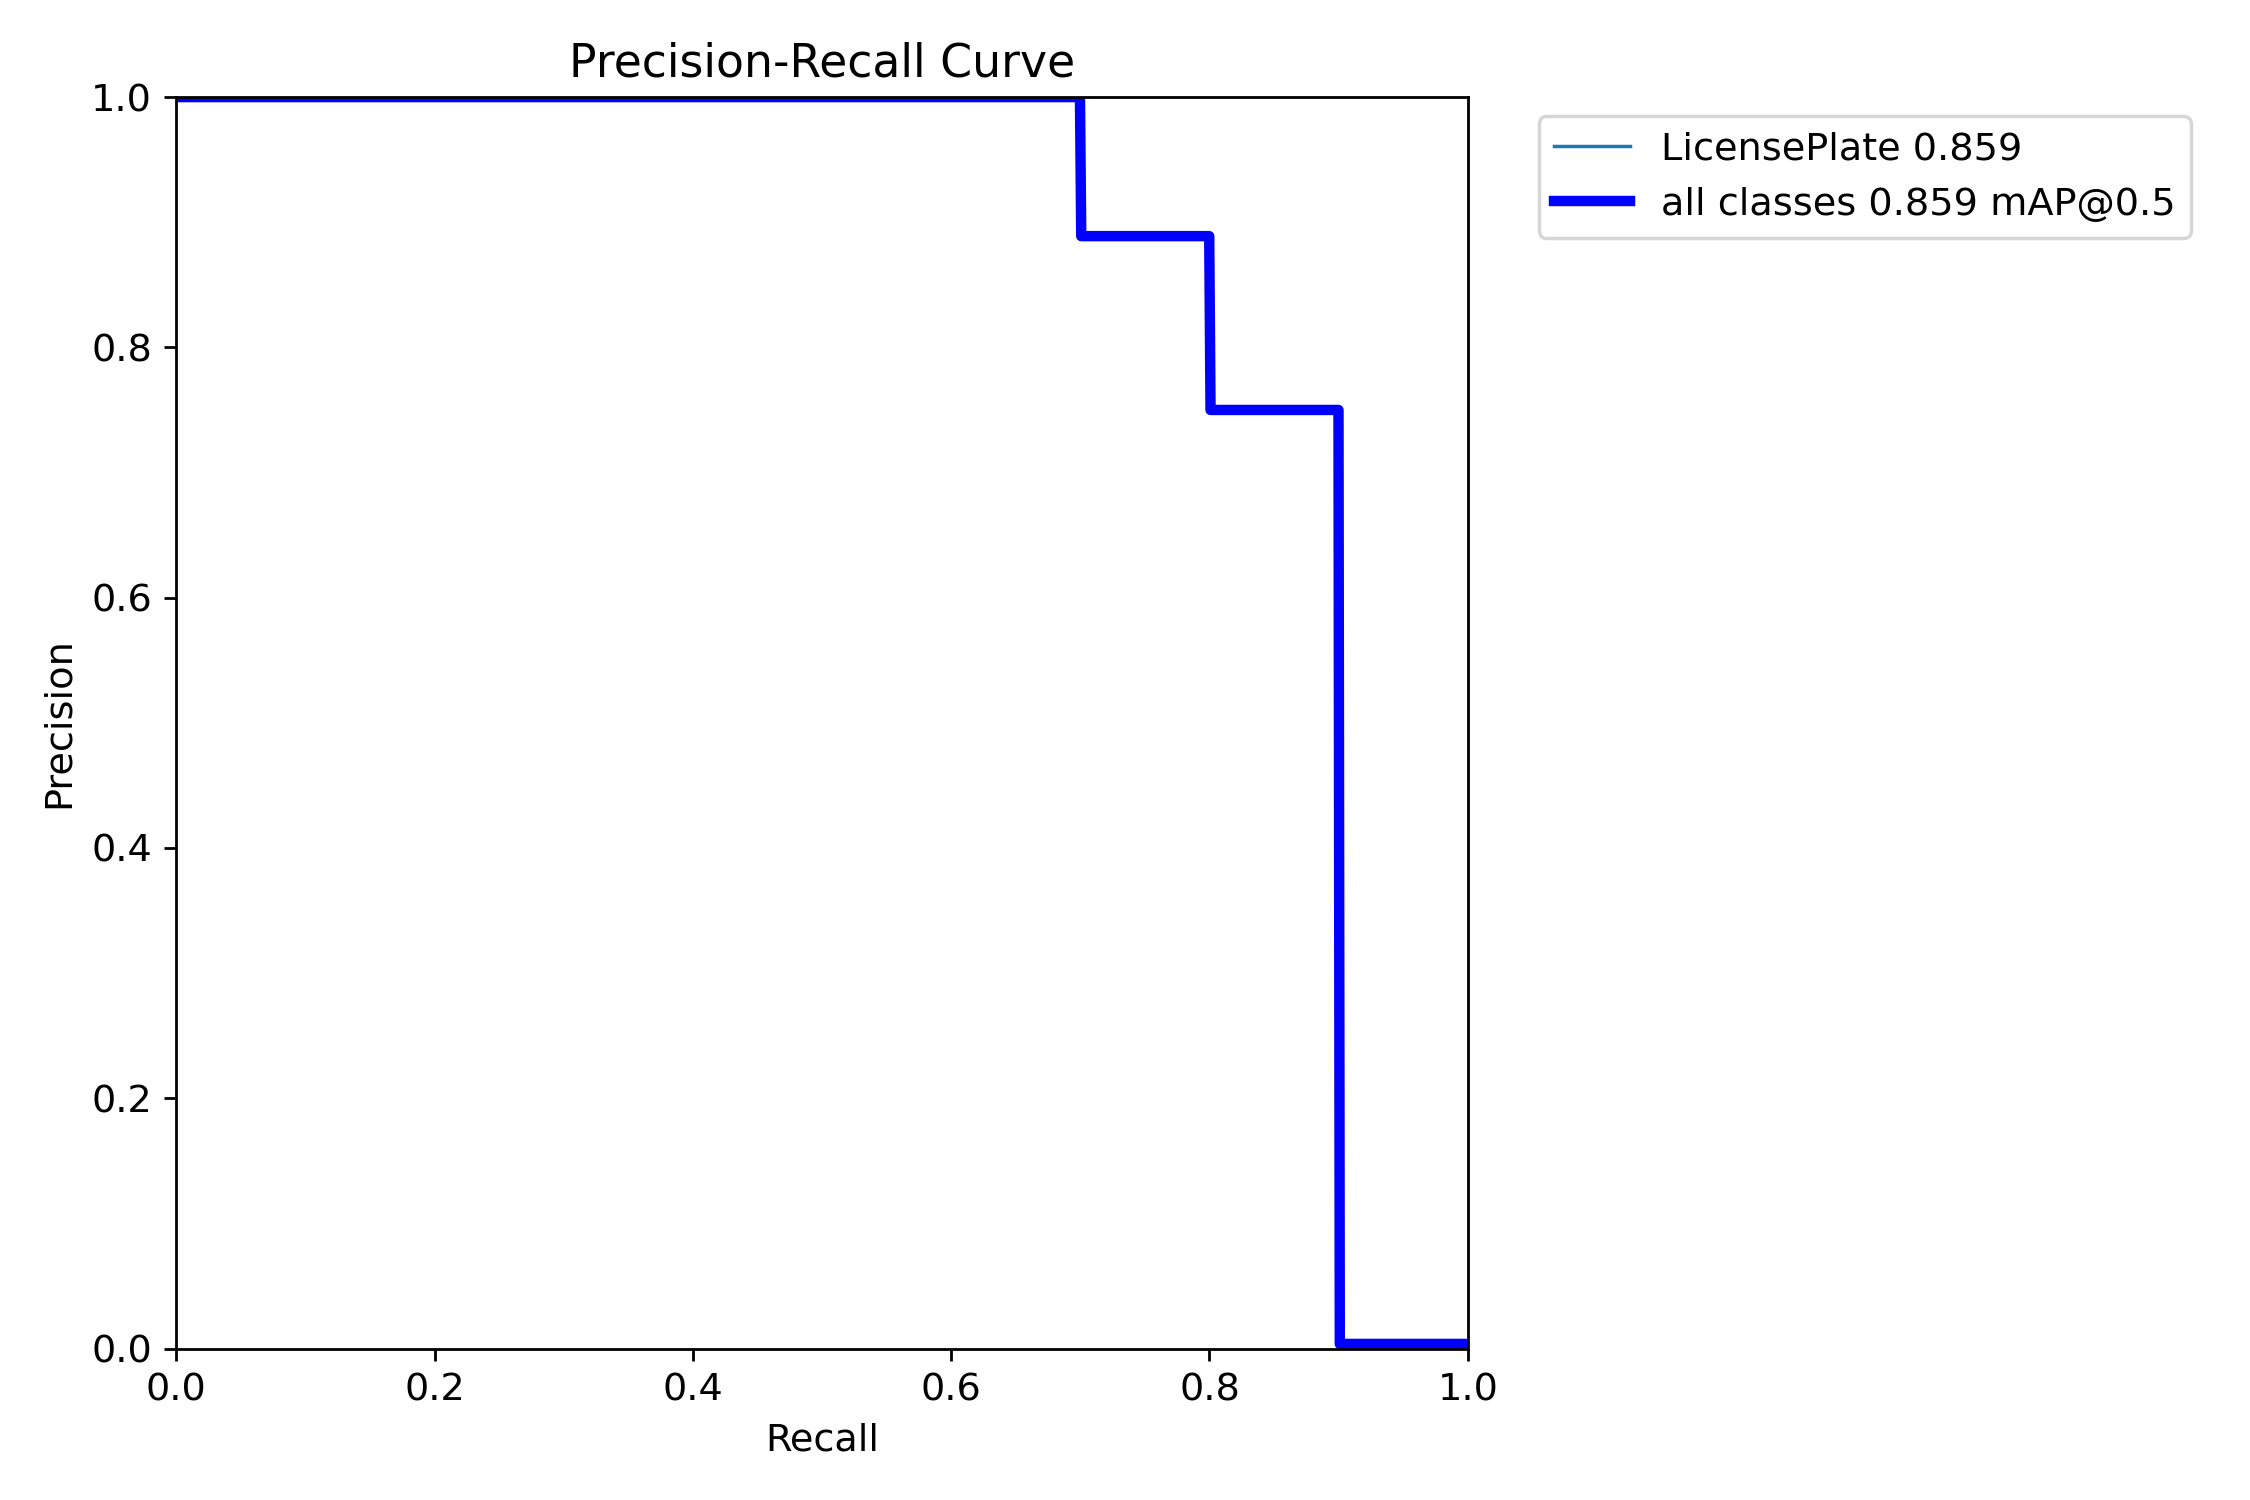 Precision-Recall Curve
1.0
0.8
0.6
0.4
0.2
0.0
Precision
0.0 0.2 0.4 0.6 0.8 1.0
Recall
LicensePlate 0.859
all classes 0.859 mAP@0.5